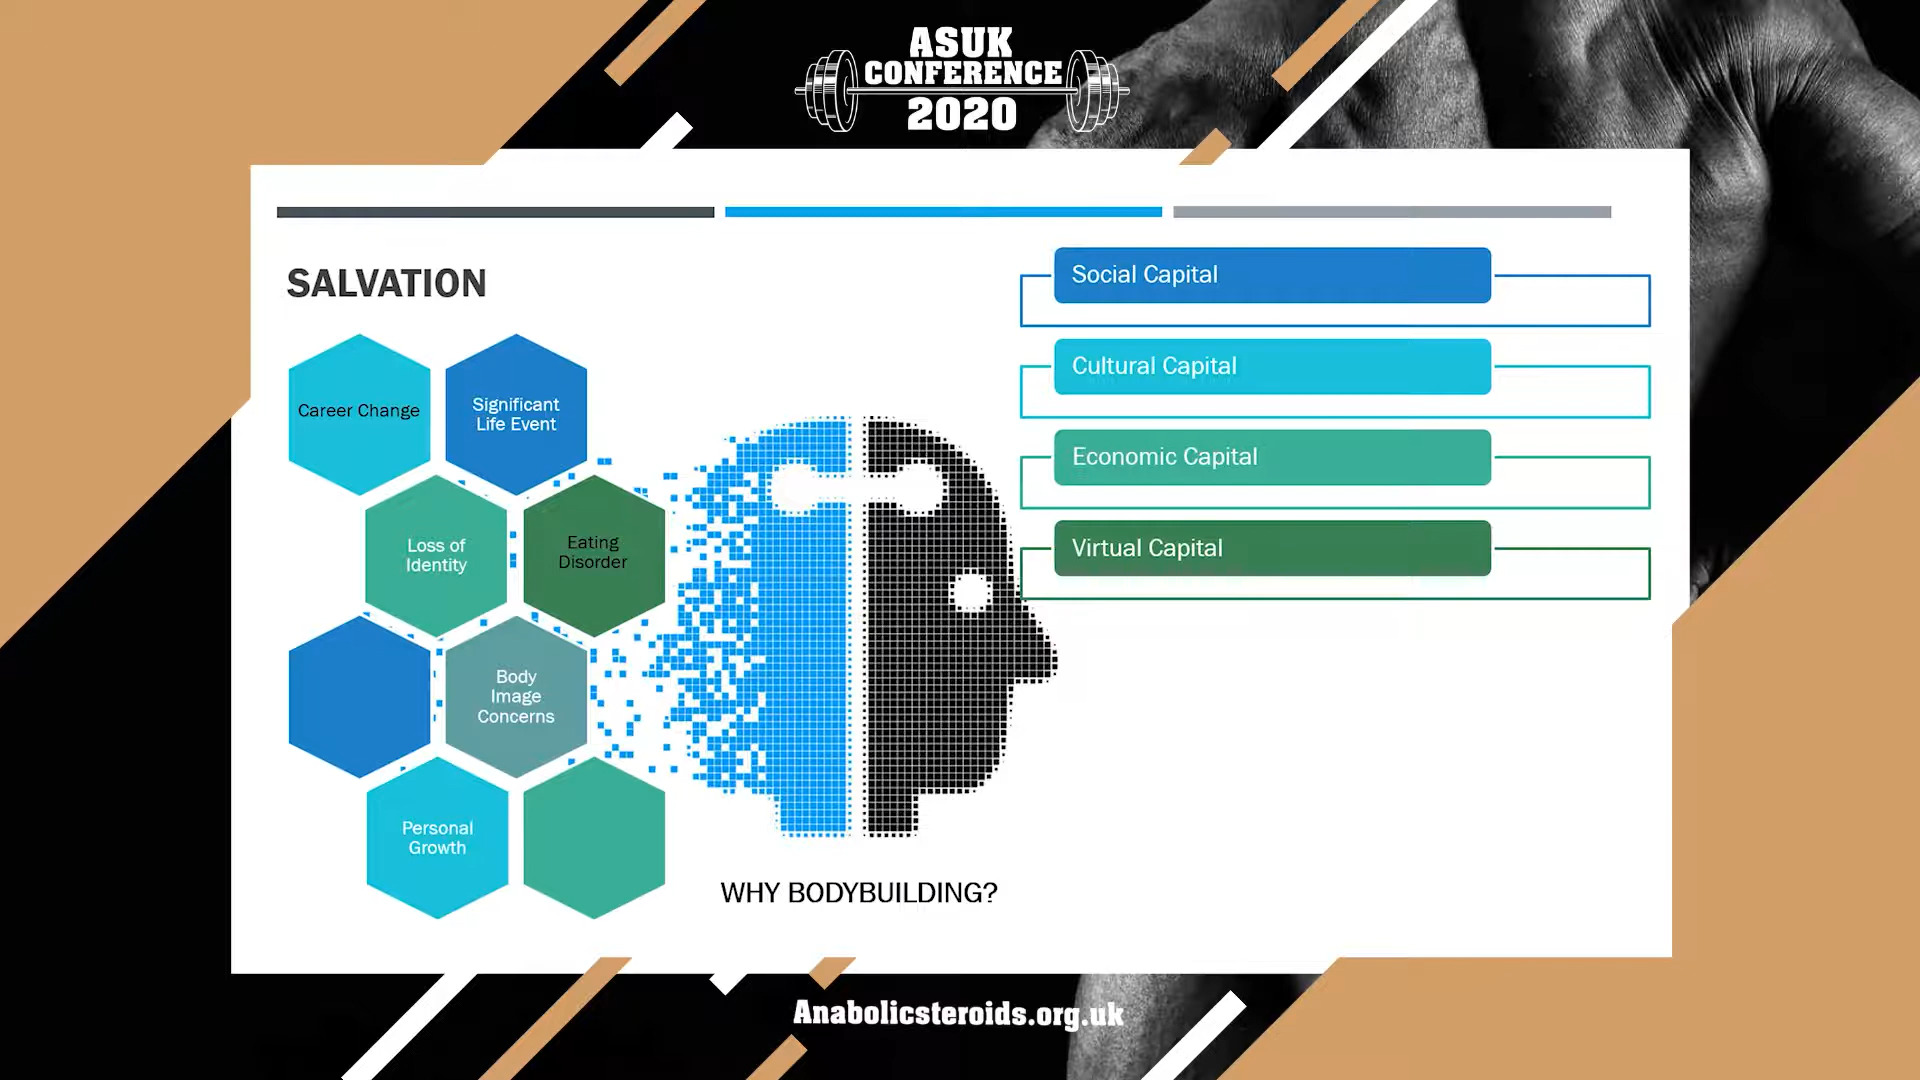 ASUK
CONFERENCE
2020
SALVATION
Career Change
Significant
Life Event
Loss of
Identity
Eating
Disorder
Body
Image
Concerns
Personal
Growth
WHY BODYBUILDING?
Social Capital
Cultural Capital
Economic Capital
Virtual Capital
Anabolicsteroids.org.uk